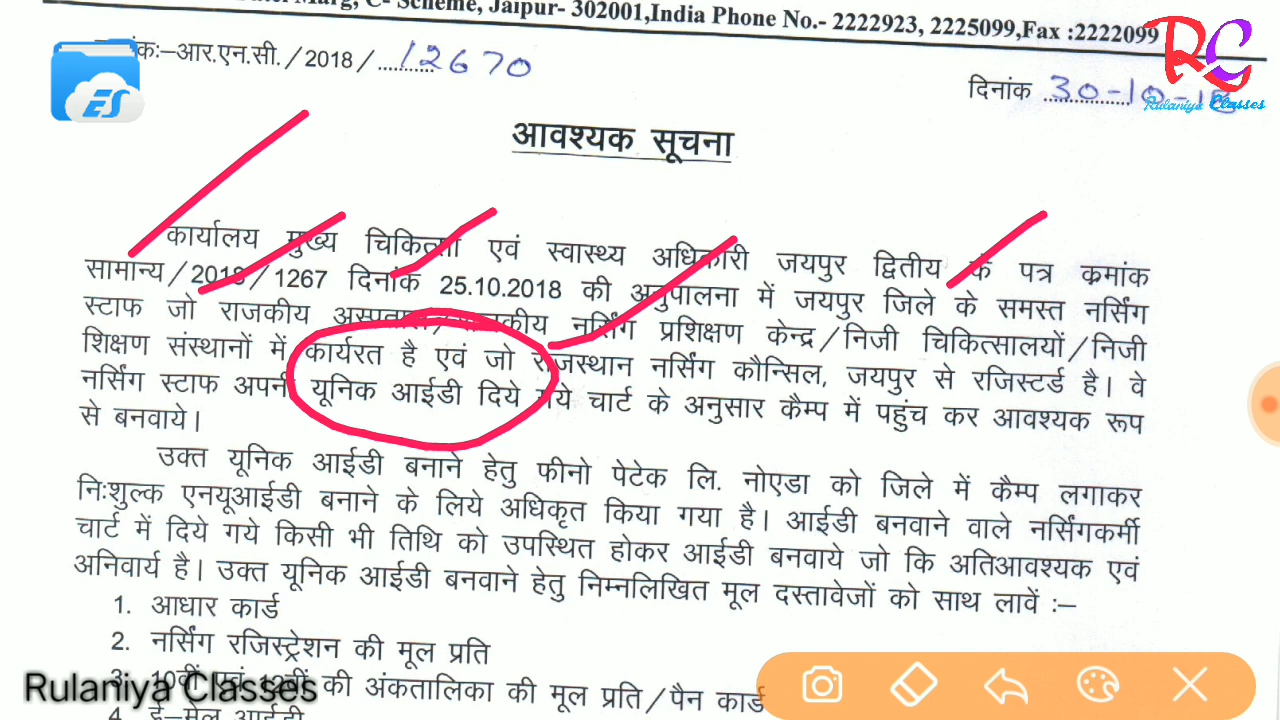 Marg, C- Scheme, Jaipur- 302001,India Phone No.- 2222923, 2225099,Fax :2222099
RC
Rulaniya Classes
ES
–आर.एन.सी. / 2018 / 12670
दिनांक 30-10-18
आवश्यक सूचना
कार्यालय मुख्य चिकित्सा एवं स्वास्थ्य अधिकारी जयपुर द्वितीय के पत्र क्रमांक
सामान्य / 2018 / 1267 दिनांक 25.10.2018 की अनुपालना में जयपुर जिले के समस्त नर्सिंग
स्टाफ जो राजकीय अस्पताल/राजकीय नर्सिंग प्रशिक्षण केन्द्र / निजी चिकित्सालयों / निजी
शिक्षण संस्थानों में कार्यरत है एवं जो राजस्थान नर्सिंग कौन्सिल, जयपुर से रजिस्टर्ड है। वे
नर्सिंग स्टाफ अपनी यूनिक आईडी दिये गये चार्ट के अनुसार कैम्प में पहुंच कर आवश्यक रूप
से बनवाये।
उक्त यूनिक आईडी बनाने हेतु फीनो पेटेक लि. नोएडा को जिले में कैम्प लगाकर
निःशुल्क एनयूआईडी बनाने के लिये अधिकृत किया गया है। आईडी बनवाने वाले नर्सिंगकर्मी
चार्ट में दिये गये किसी भी तिथि को उपस्थित होकर आईडी बनवाये जो कि अतिआवश्यक एवं
अनिवार्य है। उक्त यूनिक आईडी बनवाने हेतु निम्नलिखित मूल दस्तावेजों को साथ लावें :–
1. आधार कार्ड
2. नर्सिंग रजिस्ट्रेशन की मूल प्रति
3. 10वीं एवं 12वीं की अंकतालिका की मूल प्रति / पैन कार्ड
Rulaniya Classes
4. ई–मेल आईडी